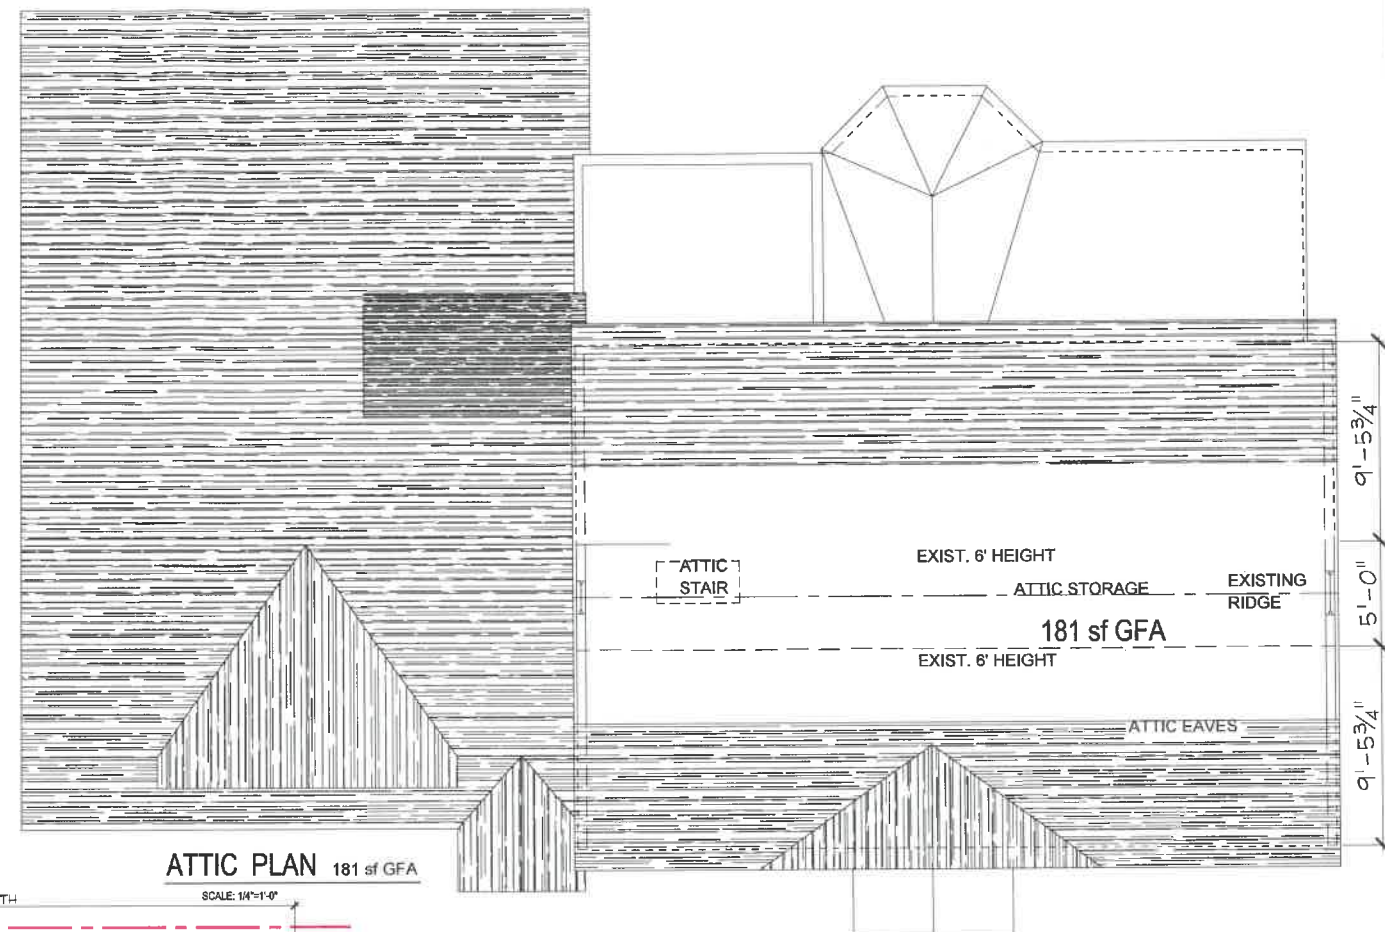 9'-5¾"
EXIST. 6' HEIGHT
ATTIC
STAIR
ATTIC STORAGE
EXISTING
RIDGE
5'-0"
181 sf GFA
EXIST. 6' HEIGHT
ATTIC EAVES
9'-5¾"
ATTIC PLAN 181 sf GFA
SCALE: 1/4"=1'-0"
TH